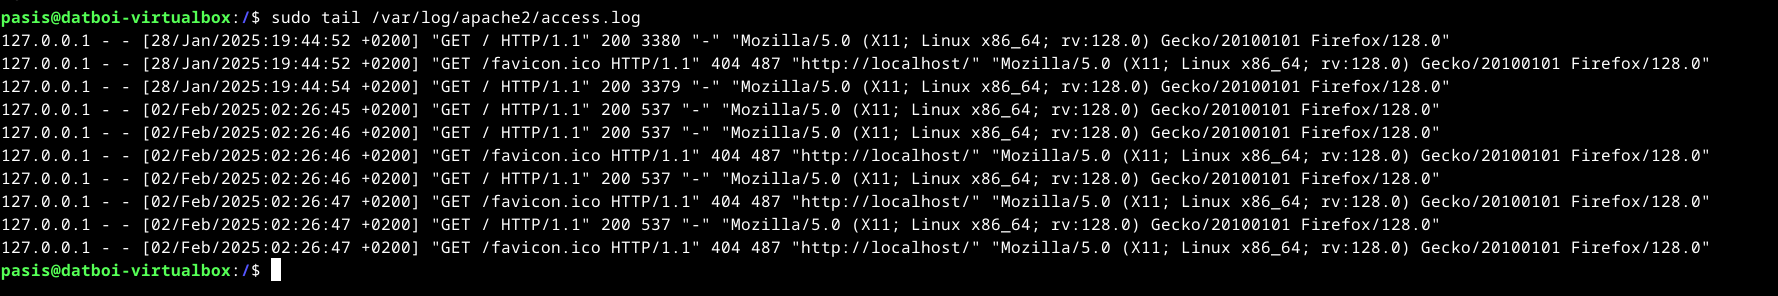 pasis@datboi-virtualbox:/$ sudo tail /var/log/apache2/access.log
127.0.0.1 - - [28/Jan/2025:19:44:52 +0200] "GET / HTTP/1.1" 200 3380 "-" "Mozilla/5.0 (X11; Linux x86_64; rv:128.0) Gecko/20100101 Firefox/128.0"
127.0.0.1 - - [28/Jan/2025:19:44:52 +0200] "GET /favicon.ico HTTP/1.1" 404 487 "http://localhost/" "Mozilla/5.0 (X11; Linux x86_64; rv:128.0) Gecko/20100101 Firefox/128.0"
127.0.0.1 - - [28/Jan/2025:19:44:54 +0200] "GET / HTTP/1.1" 200 3379 "-" "Mozilla/5.0 (X11; Linux x86_64; rv:128.0) Gecko/20100101 Firefox/128.0"
127.0.0.1 - - [02/Feb/2025:02:26:45 +0200] "GET / HTTP/1.1" 200 537 "-" "Mozilla/5.0 (X11; Linux x86_64; rv:128.0) Gecko/20100101 Firefox/128.0"
127.0.0.1 - - [02/Feb/2025:02:26:46 +0200] "GET / HTTP/1.1" 200 537 "-" "Mozilla/5.0 (X11; Linux x86_64; rv:128.0) Gecko/20100101 Firefox/128.0"
127.0.0.1 - - [02/Feb/2025:02:26:46 +0200] "GET /favicon.ico HTTP/1.1" 404 487 "http://localhost/" "Mozilla/5.0 (X11; Linux x86_64; rv:128.0) Gecko/20100101 Firefox/128.0"
127.0.0.1 - - [02/Feb/2025:02:26:46 +0200] "GET / HTTP/1.1" 200 537 "-" "Mozilla/5.0 (X11; Linux x86_64; rv:128.0) Gecko/20100101 Firefox/128.0"
127.0.0.1 - - [02/Feb/2025:02:26:47 +0200] "GET /favicon.ico HTTP/1.1" 404 487 "http://localhost/" "Mozilla/5.0 (X11; Linux x86_64; rv:128.0) Gecko/20100101 Firefox/128.0"
127.0.0.1 - - [02/Feb/2025:02:26:47 +0200] "GET / HTTP/1.1" 200 537 "-" "Mozilla/5.0 (X11; Linux x86_64; rv:128.0) Gecko/20100101 Firefox/128.0"
127.0.0.1 - - [02/Feb/2025:02:26:47 +0200] "GET /favicon.ico HTTP/1.1" 404 487 "http://localhost/" "Mozilla/5.0 (X11; Linux x86_64; rv:128.0) Gecko/20100101 Firefox/128.0"
pasis@datboi-virtualbox:/$